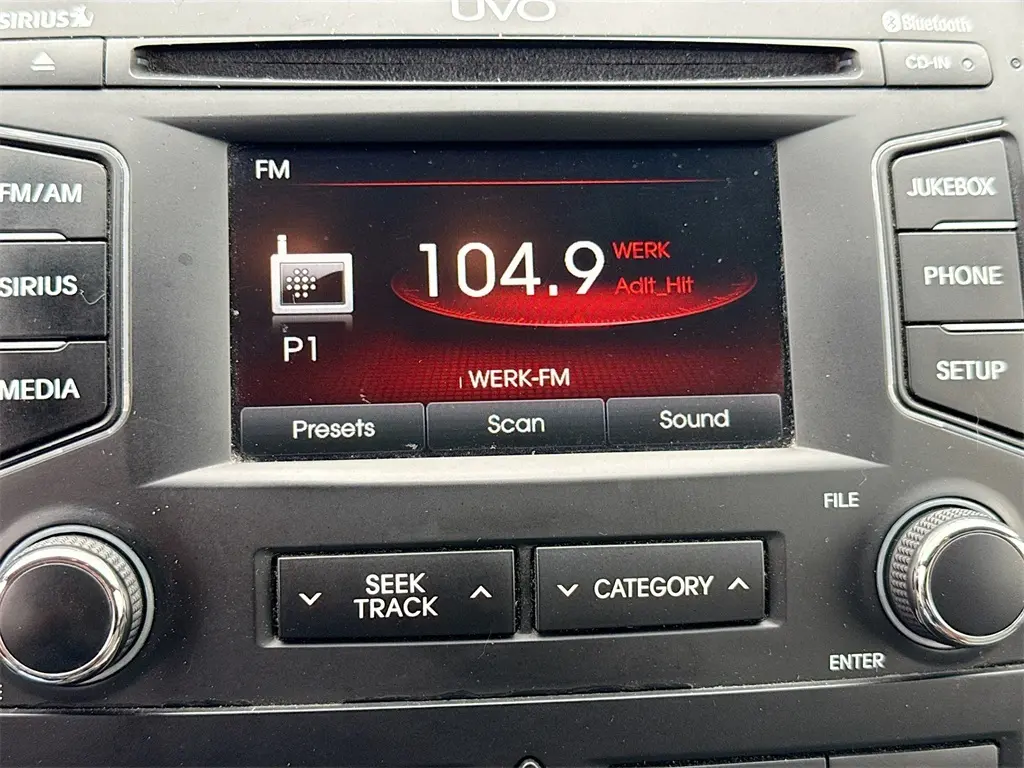 SIRIUS
UVO
Bluetooth
CD-IN
FM/AM
SIRIUS
MEDIA
FM
104.9
WERK
Adlt_Hit
P1
WERK-FM
Presets
Scan
Sound
JUKEBOX
PHONE
SETUP
FILE
SEEK
TRACK
CATEGORY
ENTER